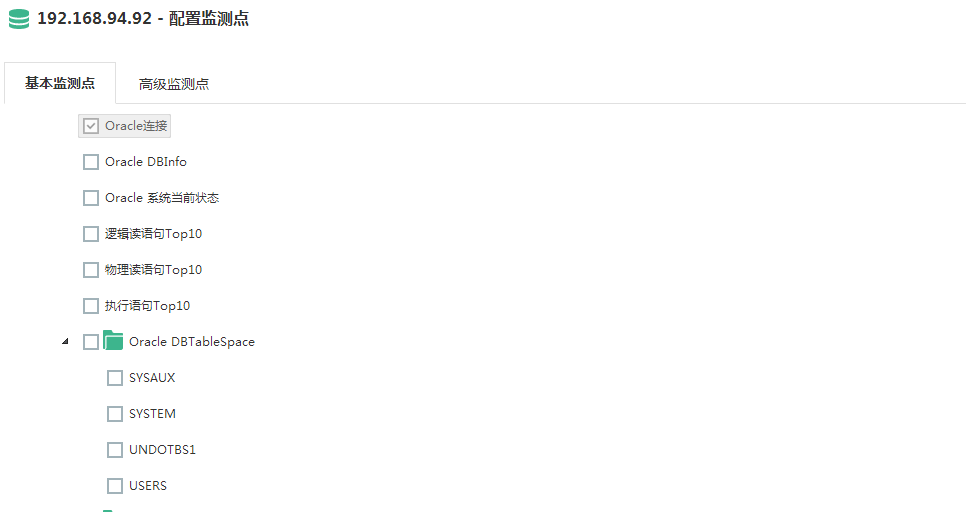 192.168.94.92 - 配置监测点
基本监测点 高级监测点
Oracle连接
Oracle DBInfo
Oracle 系统当前状态
逻辑读语句Top10
物理读语句Top10
执行语句Top10
Oracle DBTableSpace
SYSAUX
SYSTEM
UNDOTBS1
USERS